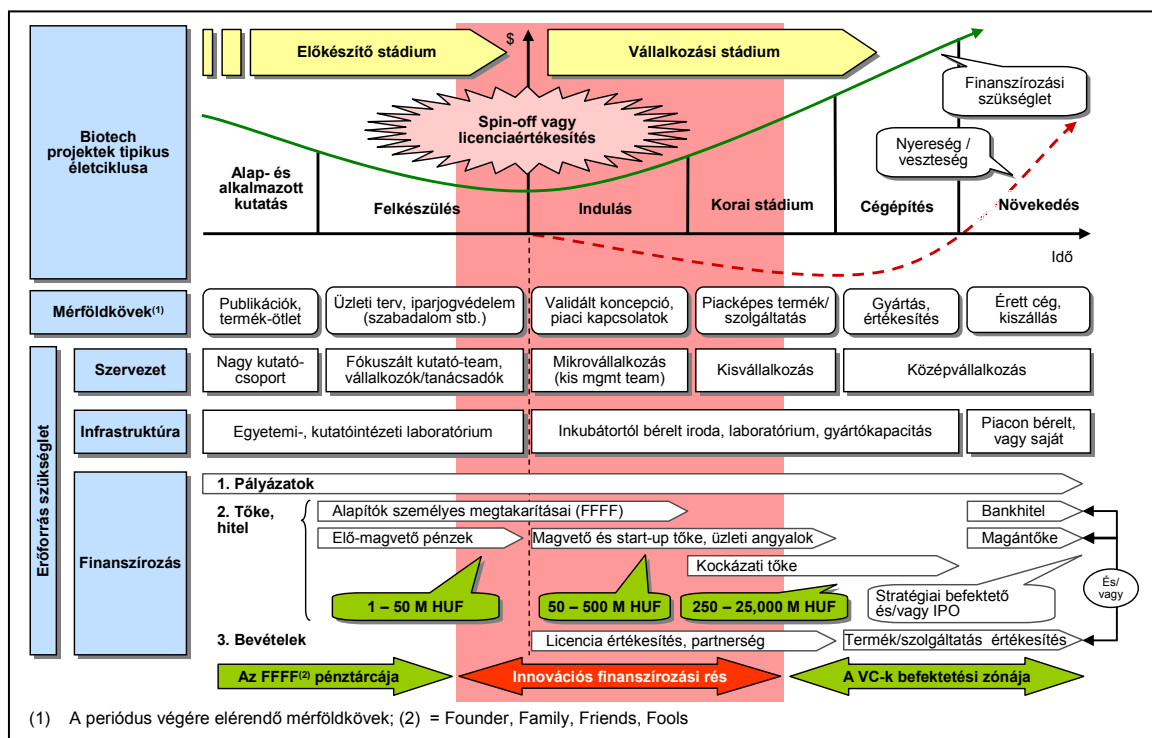 Előkészítő stádium
$
Vállalkozási stádium
Finanszírozási
szükséglet
Spin-off vagy
licenciaértékesítés
Biotech
projektek tipikus
életciklusa
Nyereség /
veszteség
Alap- és
alkalmazott
kutatás
Felkészülés
Indulás
Korai stádium
Cégépítés
Növekedés
Idő
Mérföldkövek(1)
Publikációk,
termék-ötlet
Üzleti terv, iparjogvédelem
(szabadalom stb.)
Validált koncepció,
piaci kapcsolatok
Piacképes termék/
szolgáltatás
Gyártás,
értékesítés
Érett cég,
kiszállás
Erőforrás szükséglet
Szervezet
Nagy kutató-
csoport
Fókuszált kutató-team,
vállalkozók/tanácsadók
Mikrovállalkozás
(kis mgmt team)
Kisvállalkozás
Középvállalkozás
Infrastruktúra
Egyetemi-, kutatóintézeti laboratórium
Inkubátortól bérelt iroda, laboratórium, gyártókapacitás
Piacon bérelt,
vagy saját
Finanszírozás
1. Pályázatok
2. Tőke,
hitel
Alapítók személyes megtakarításai (FFFF)
Bankhitel
Elő-magvető pénzek
Magvető és start-up tőke, üzleti angyalok
Magántőke
Kockázati tőke
És/
vagy
1 – 50 M HUF
50 – 500 M HUF
250 – 25,000 M HUF
Stratégiai befektető
és/vagy IPO
3. Bevételek
Licencia értékesítés, partnerség
Termék/szolgáltatás értékesítés
Az FFFF(2) pénztárcája
Innovációs finanszírozási rés
A VC-k befektetési zónája
(1) A periódus végére elérendő mérföldkövek; (2) = Founder, Family, Friends, Fools